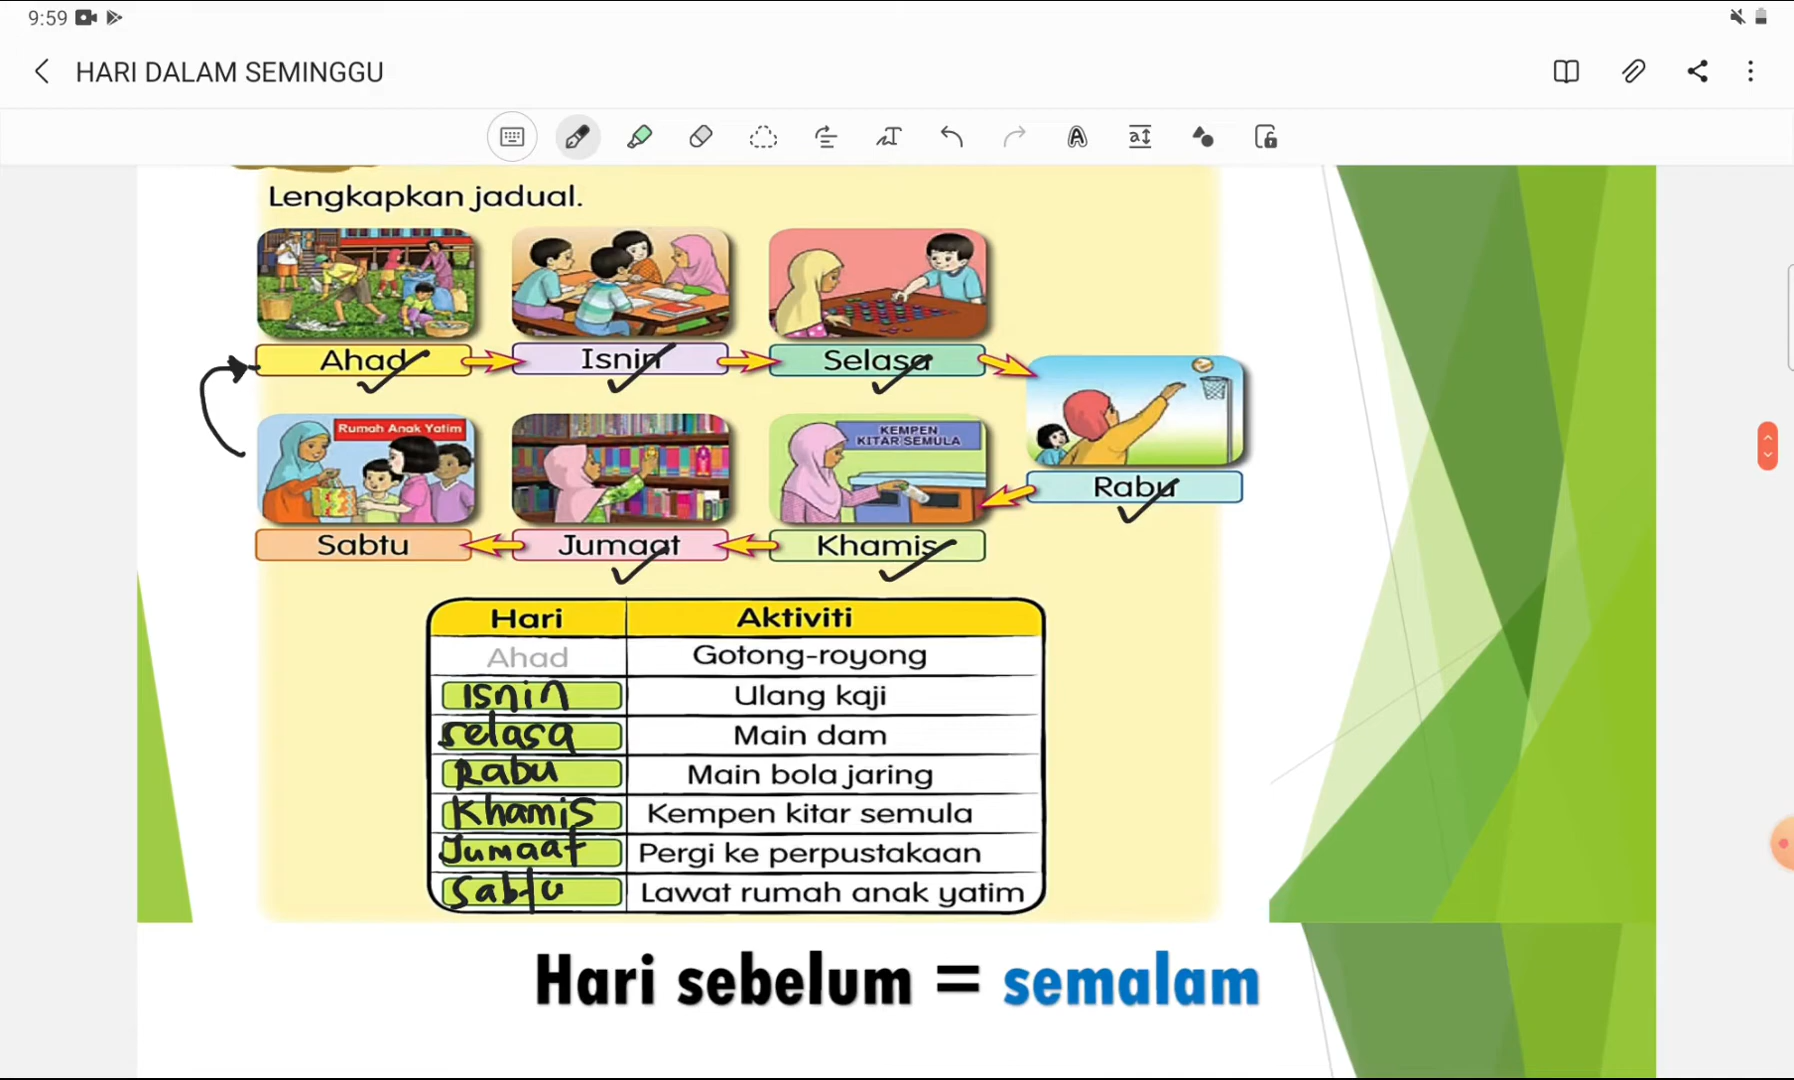 9:59
HARI DALAM SEMINGGU
Lengkapkan jadual.
Ahad
Isnin
Selasa
Rumah Anak Yatim
KEMPEN
KITAR SEMULA
Rabu
Sabtu
Jumaat
Khamis
Hari Aktiviti
Ahad Gotong-royong
Isnin Ulang kaji
selasa Main dam
Rabu Main bola jaring
Khamis Kempen kitar semula
Jumaat Pergi ke perpustakaan
Sabtu Lawat rumah anak yatim
Hari sebelum = semalam